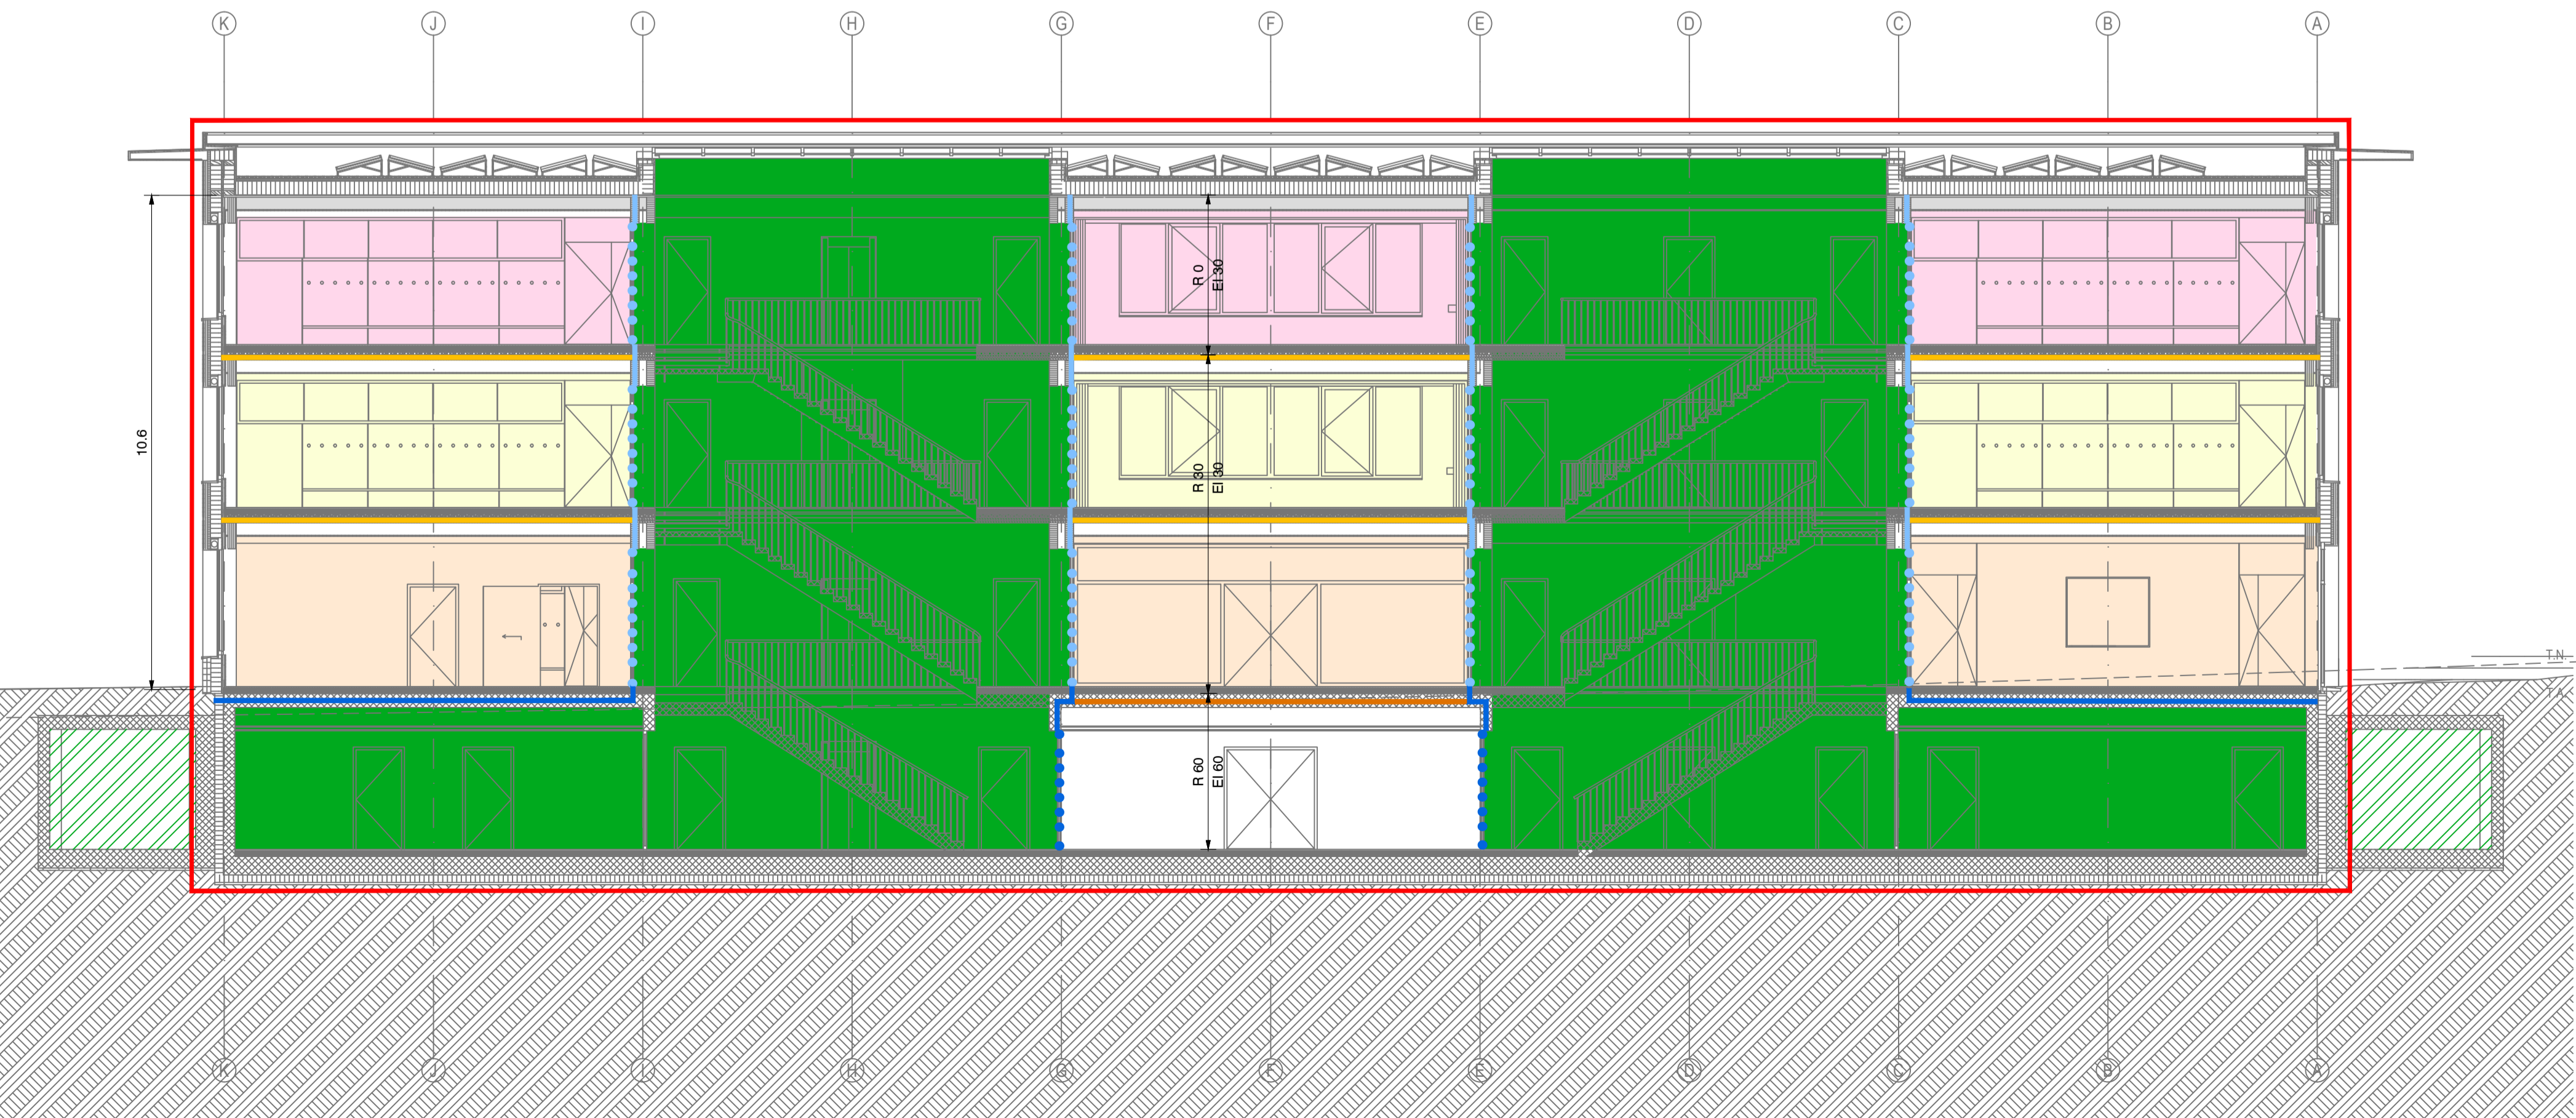 K J I H G F E D C B A
R 0
EI 30
10.6
R 30
EI 30
T.N.
T.A.
R 60
EI 60
K J I H G F E D C B A